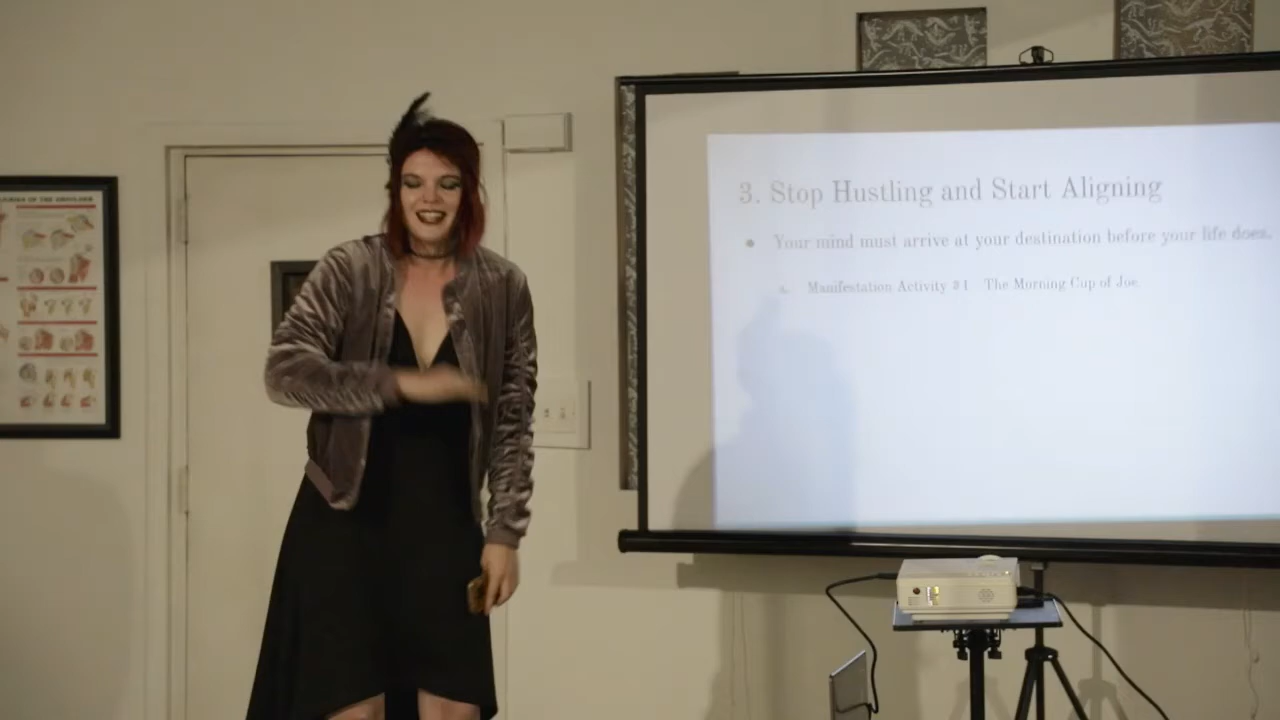 3. Stop Hustling and Start Aligning
Your mind must arrive at your destination before your life does.
Manifestation Activity #1 The Morning Cup of Joe